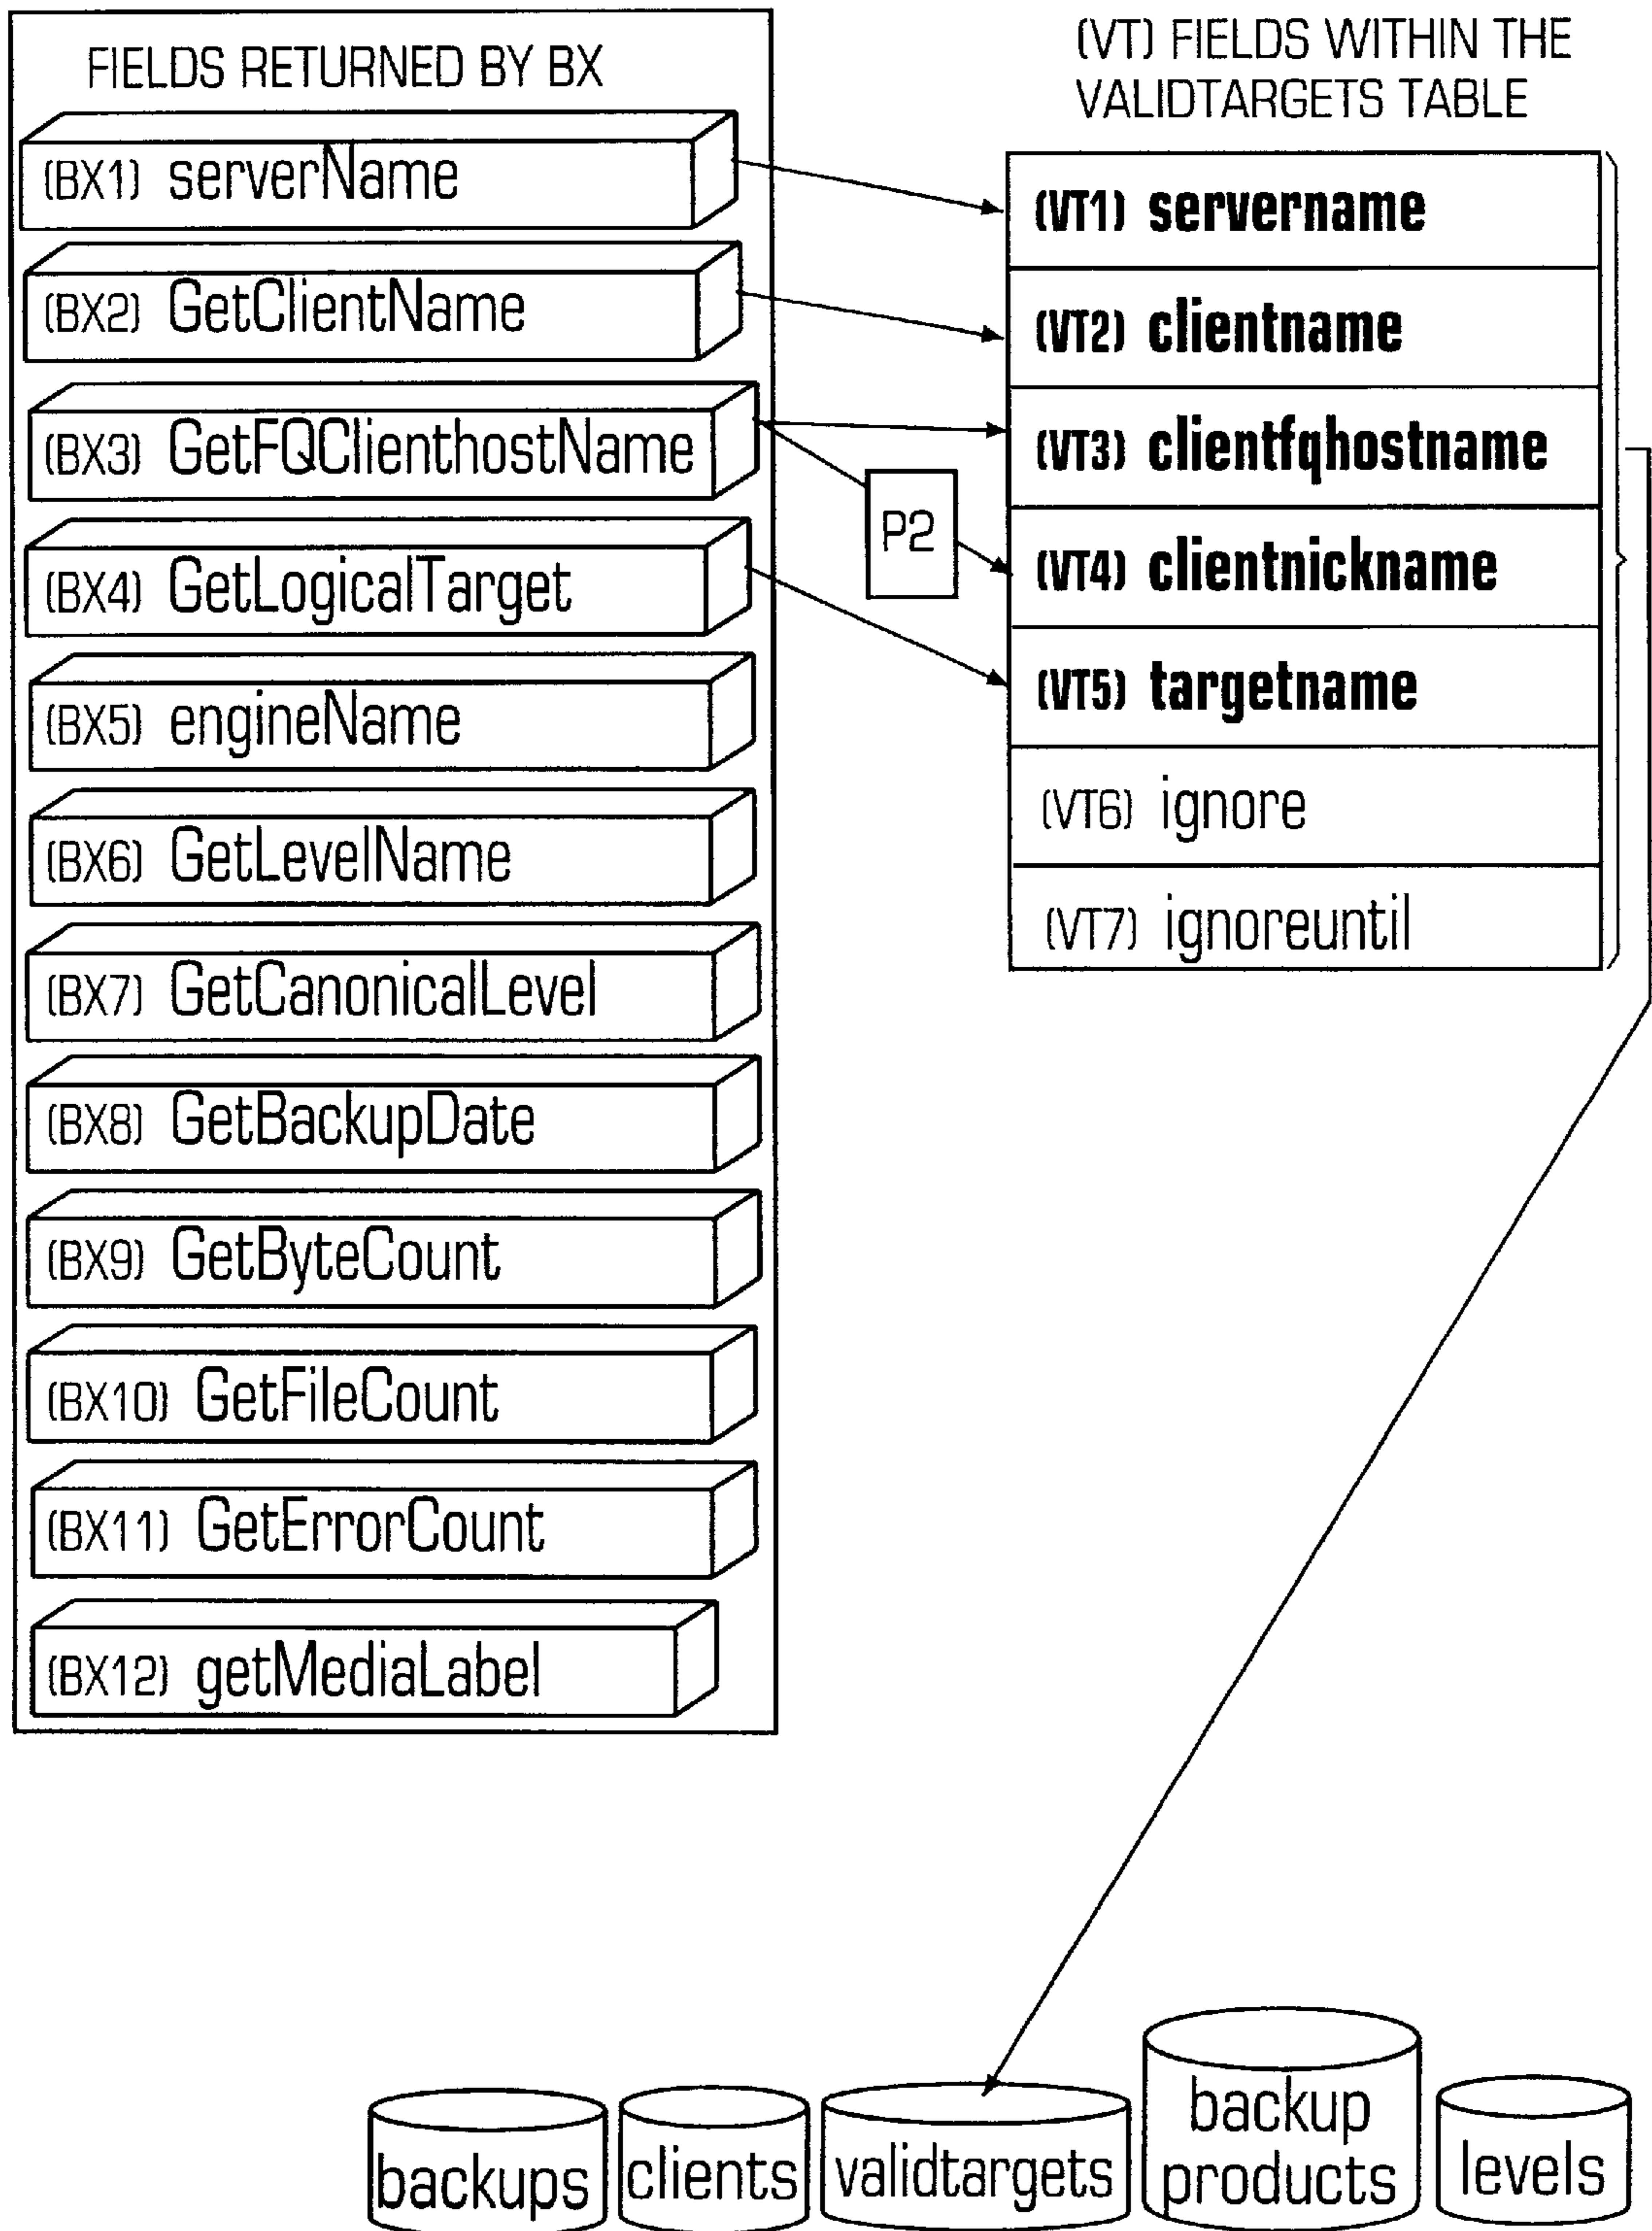 FIELDS RETURNED BY BX
(BX1) serverName
(BX2) GetClientName
(BX3) GetFQClienthostName
(BX4) GetLogicalTarget
(BX5) engineName
(BX6) GetLevelName
(BX7) GetCanonicalLevel
(BX8) GetBackupDate
(BX9) GetByteCount
(BX10) GetFileCount
(BX11) GetErrorCount
(BX12) getMediaLabel
P2
(VT) FIELDS WITHIN THE
VALIDTARGETS TABLE
(VT1) servername
(VT2) clientname
(VT3) clientfqhostname
(VT4) clientnickname
(VT5) targetname
(VT6) ignore
(VT7) ignoreuntil
backups
clients
validtargets
backup
products
levels